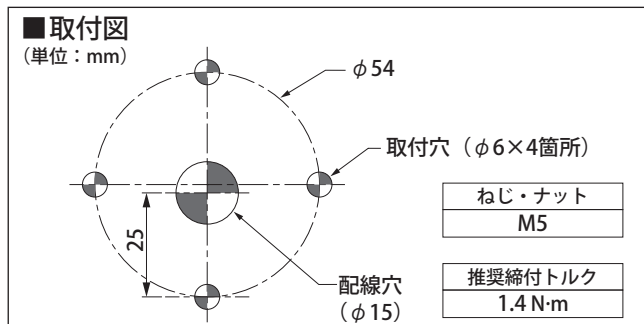 ■取付図
（単位：mm）
φ54
取付穴（φ6×4箇所）
ねじ・ナット
M5
25
配線穴
（φ15）
推奨締付トルク
1.4 N·m